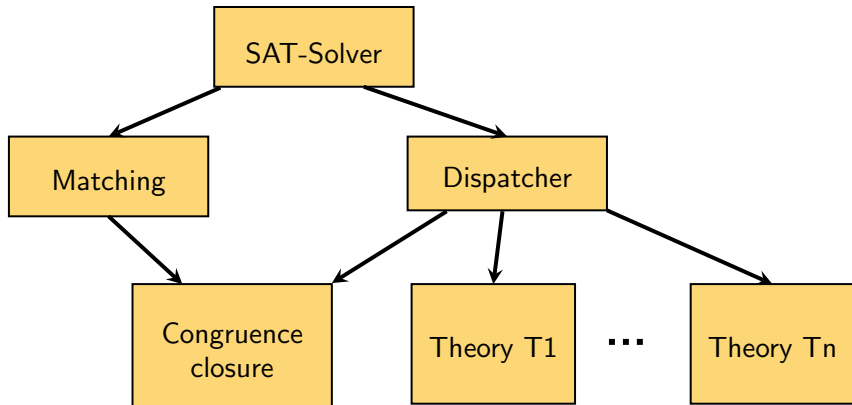 SAT-Solver
Matching
Dispatcher
Congruence
closure
Theory T1
...
Theory Tn